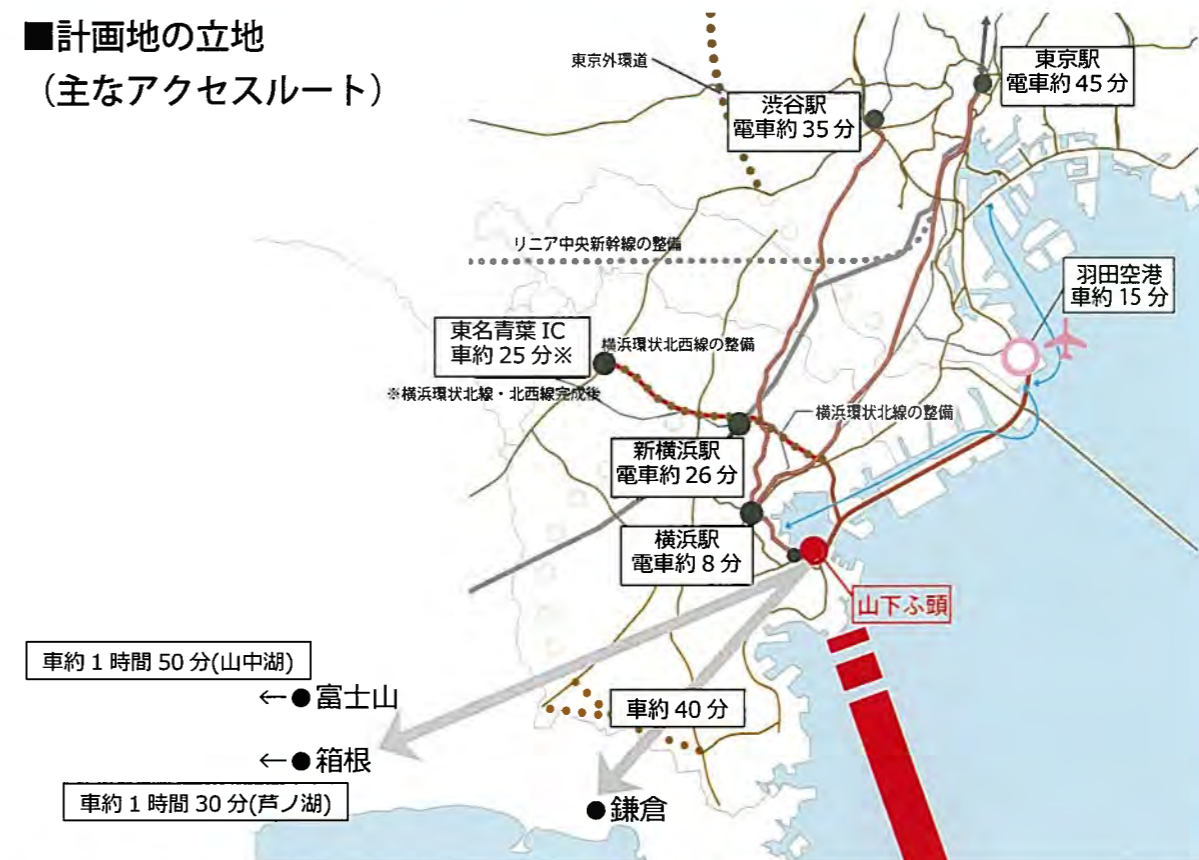 ■計画地の立地
（主なアクセスルート）
東京外環道
東京駅
電車約 45 分
渋谷駅
電車約 35 分
リニア中央新幹線の整備
羽田空港
車約 15 分
東名青葉 IC
車約 25 分※
横浜環状北西線の整備
※横浜環状北線・北西線完成後
横浜環状北線の整備
新横浜駅
電車約 26 分
横浜駅
電車約 8 分
山下ふ頭
車約 1 時間 50 分(山中湖)
←●富士山
車約 40 分
←●箱根
車約 1 時間 30 分(芦ノ湖)
●鎌倉